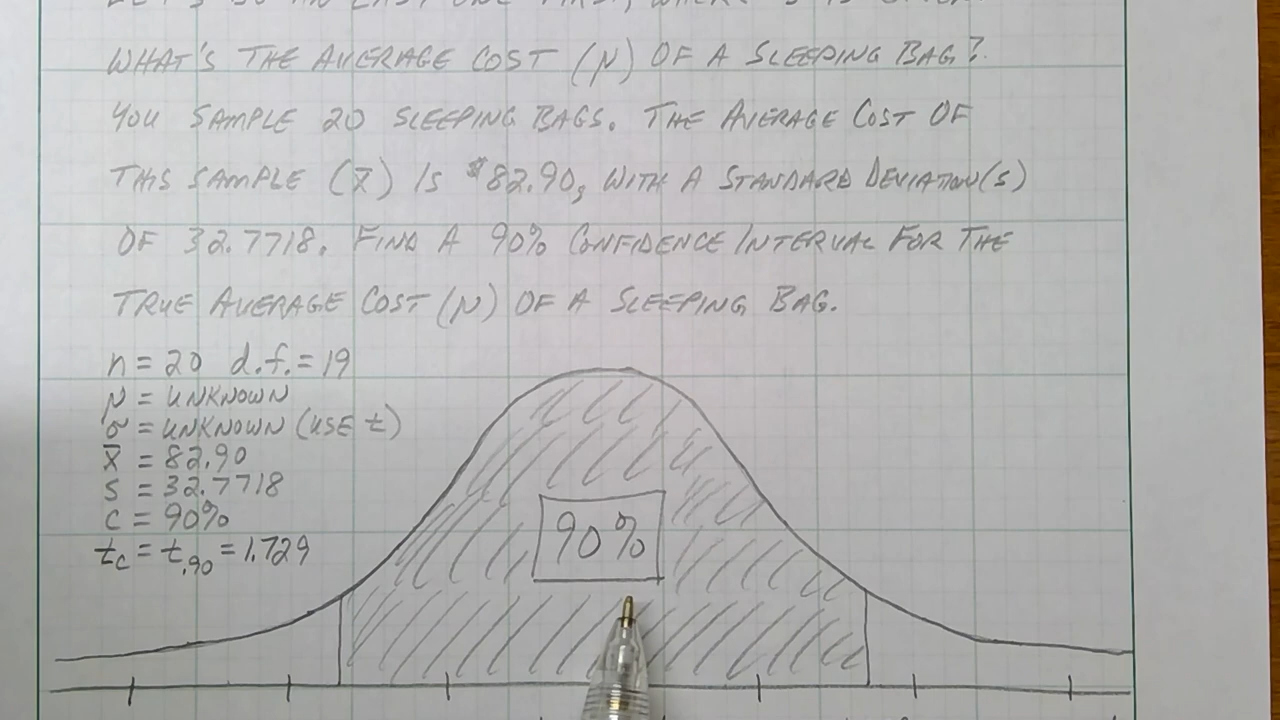 WHAT'S THE AVERAGE COST (μ) OF A SLEEPING BAG?
YOU SAMPLE 20 SLEEPING BAGS. THE AVERAGE COST OF
THIS SAMPLE (x̄) IS $82.90, WITH A STANDARD DEVIATION (s)
OF 32.7718. FIND A 90% CONFIDENCE INTERVAL FOR THE
TRUE AVERAGE COST (μ) OF A SLEEPING BAG.
n = 20 d.f. = 19
μ = UNKNOWN
σ = UNKNOWN (USE t)
x̄ = 82.90
s = 32.7718
c = 90%
tc = t.90 = 1.729
90%